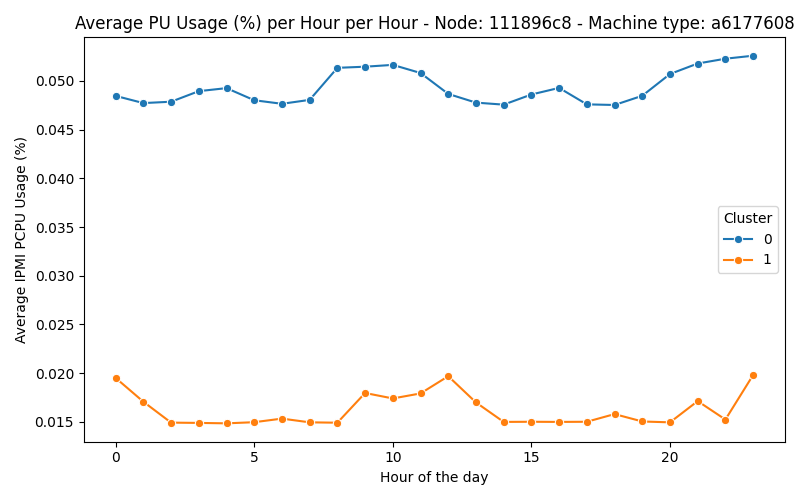 Average PU Usage (%) per Hour per Hour - Node: 111896c8 - Machine type: a6177608
Average IPMI PCPU Usage (%)
0.050
0.045
0.040
0.035
0.030
0.025
0.020
0.015
Cluster
0
1
0 5 10 15 20
Hour of the day